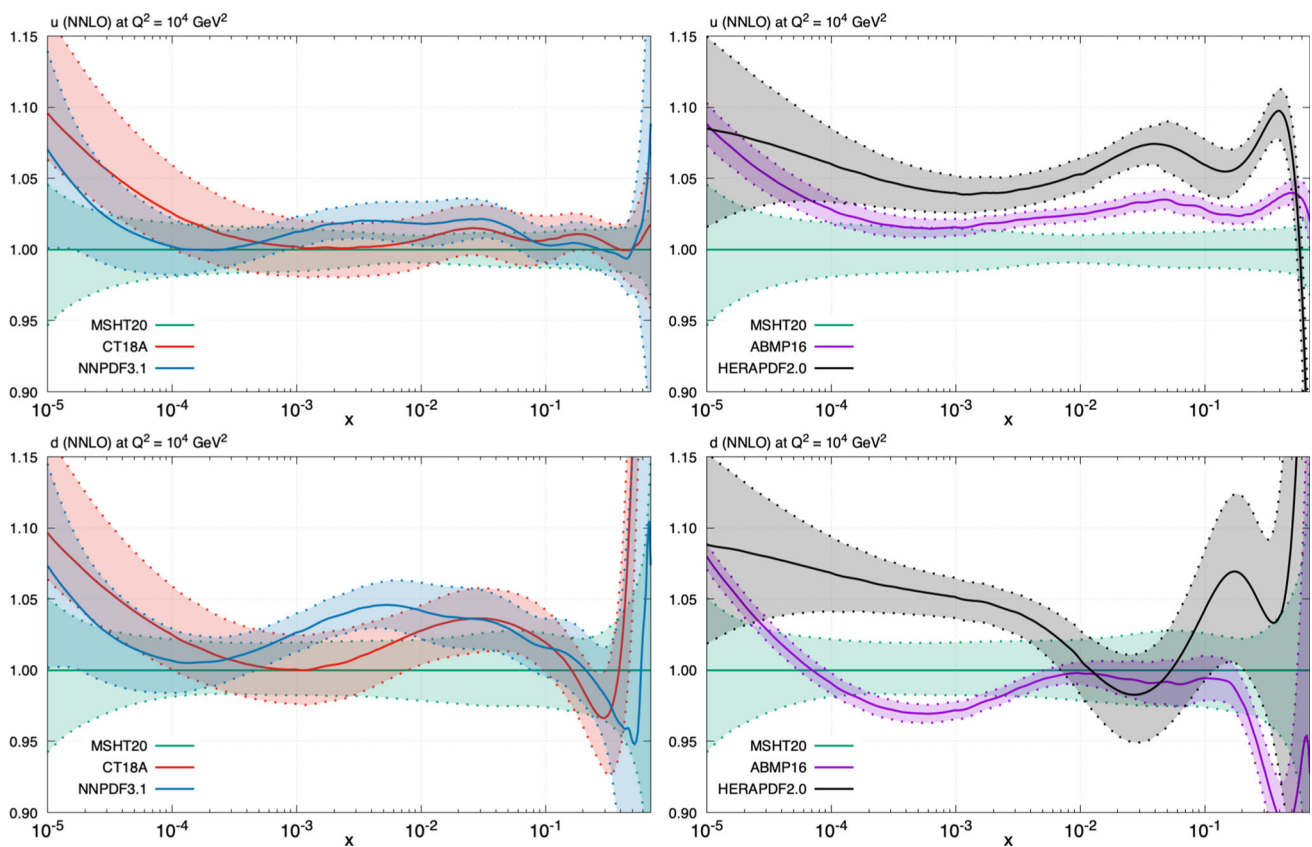 u (NNLO) at Q² = 10⁴ GeV²
1.15
1.10
1.05
1.00
0.95
0.90
MSHT20
CT18A
NNPDF3.1
10⁻⁵ 10⁻⁴ 10⁻³ 10⁻² 10⁻¹
x
u (NNLO) at Q² = 10⁴ GeV²
1.15
1.10
1.05
1.00
0.95
0.90
MSHT20
ABMP16
HERAPDF2.0
10⁻⁵ 10⁻⁴ 10⁻³ 10⁻² 10⁻¹
x
d (NNLO) at Q² = 10⁴ GeV²
1.15
1.10
1.05
1.00
0.95
0.90
MSHT20
CT18A
NNPDF3.1
10⁻⁵ 10⁻⁴ 10⁻³ 10⁻² 10⁻¹
x
d (NNLO) at Q² = 10⁴ GeV²
1.15
1.10
1.05
1.00
0.95
0.90
MSHT20
ABMP16
HERAPDF2.0
10⁻⁵ 10⁻⁴ 10⁻³ 10⁻² 10⁻¹
x